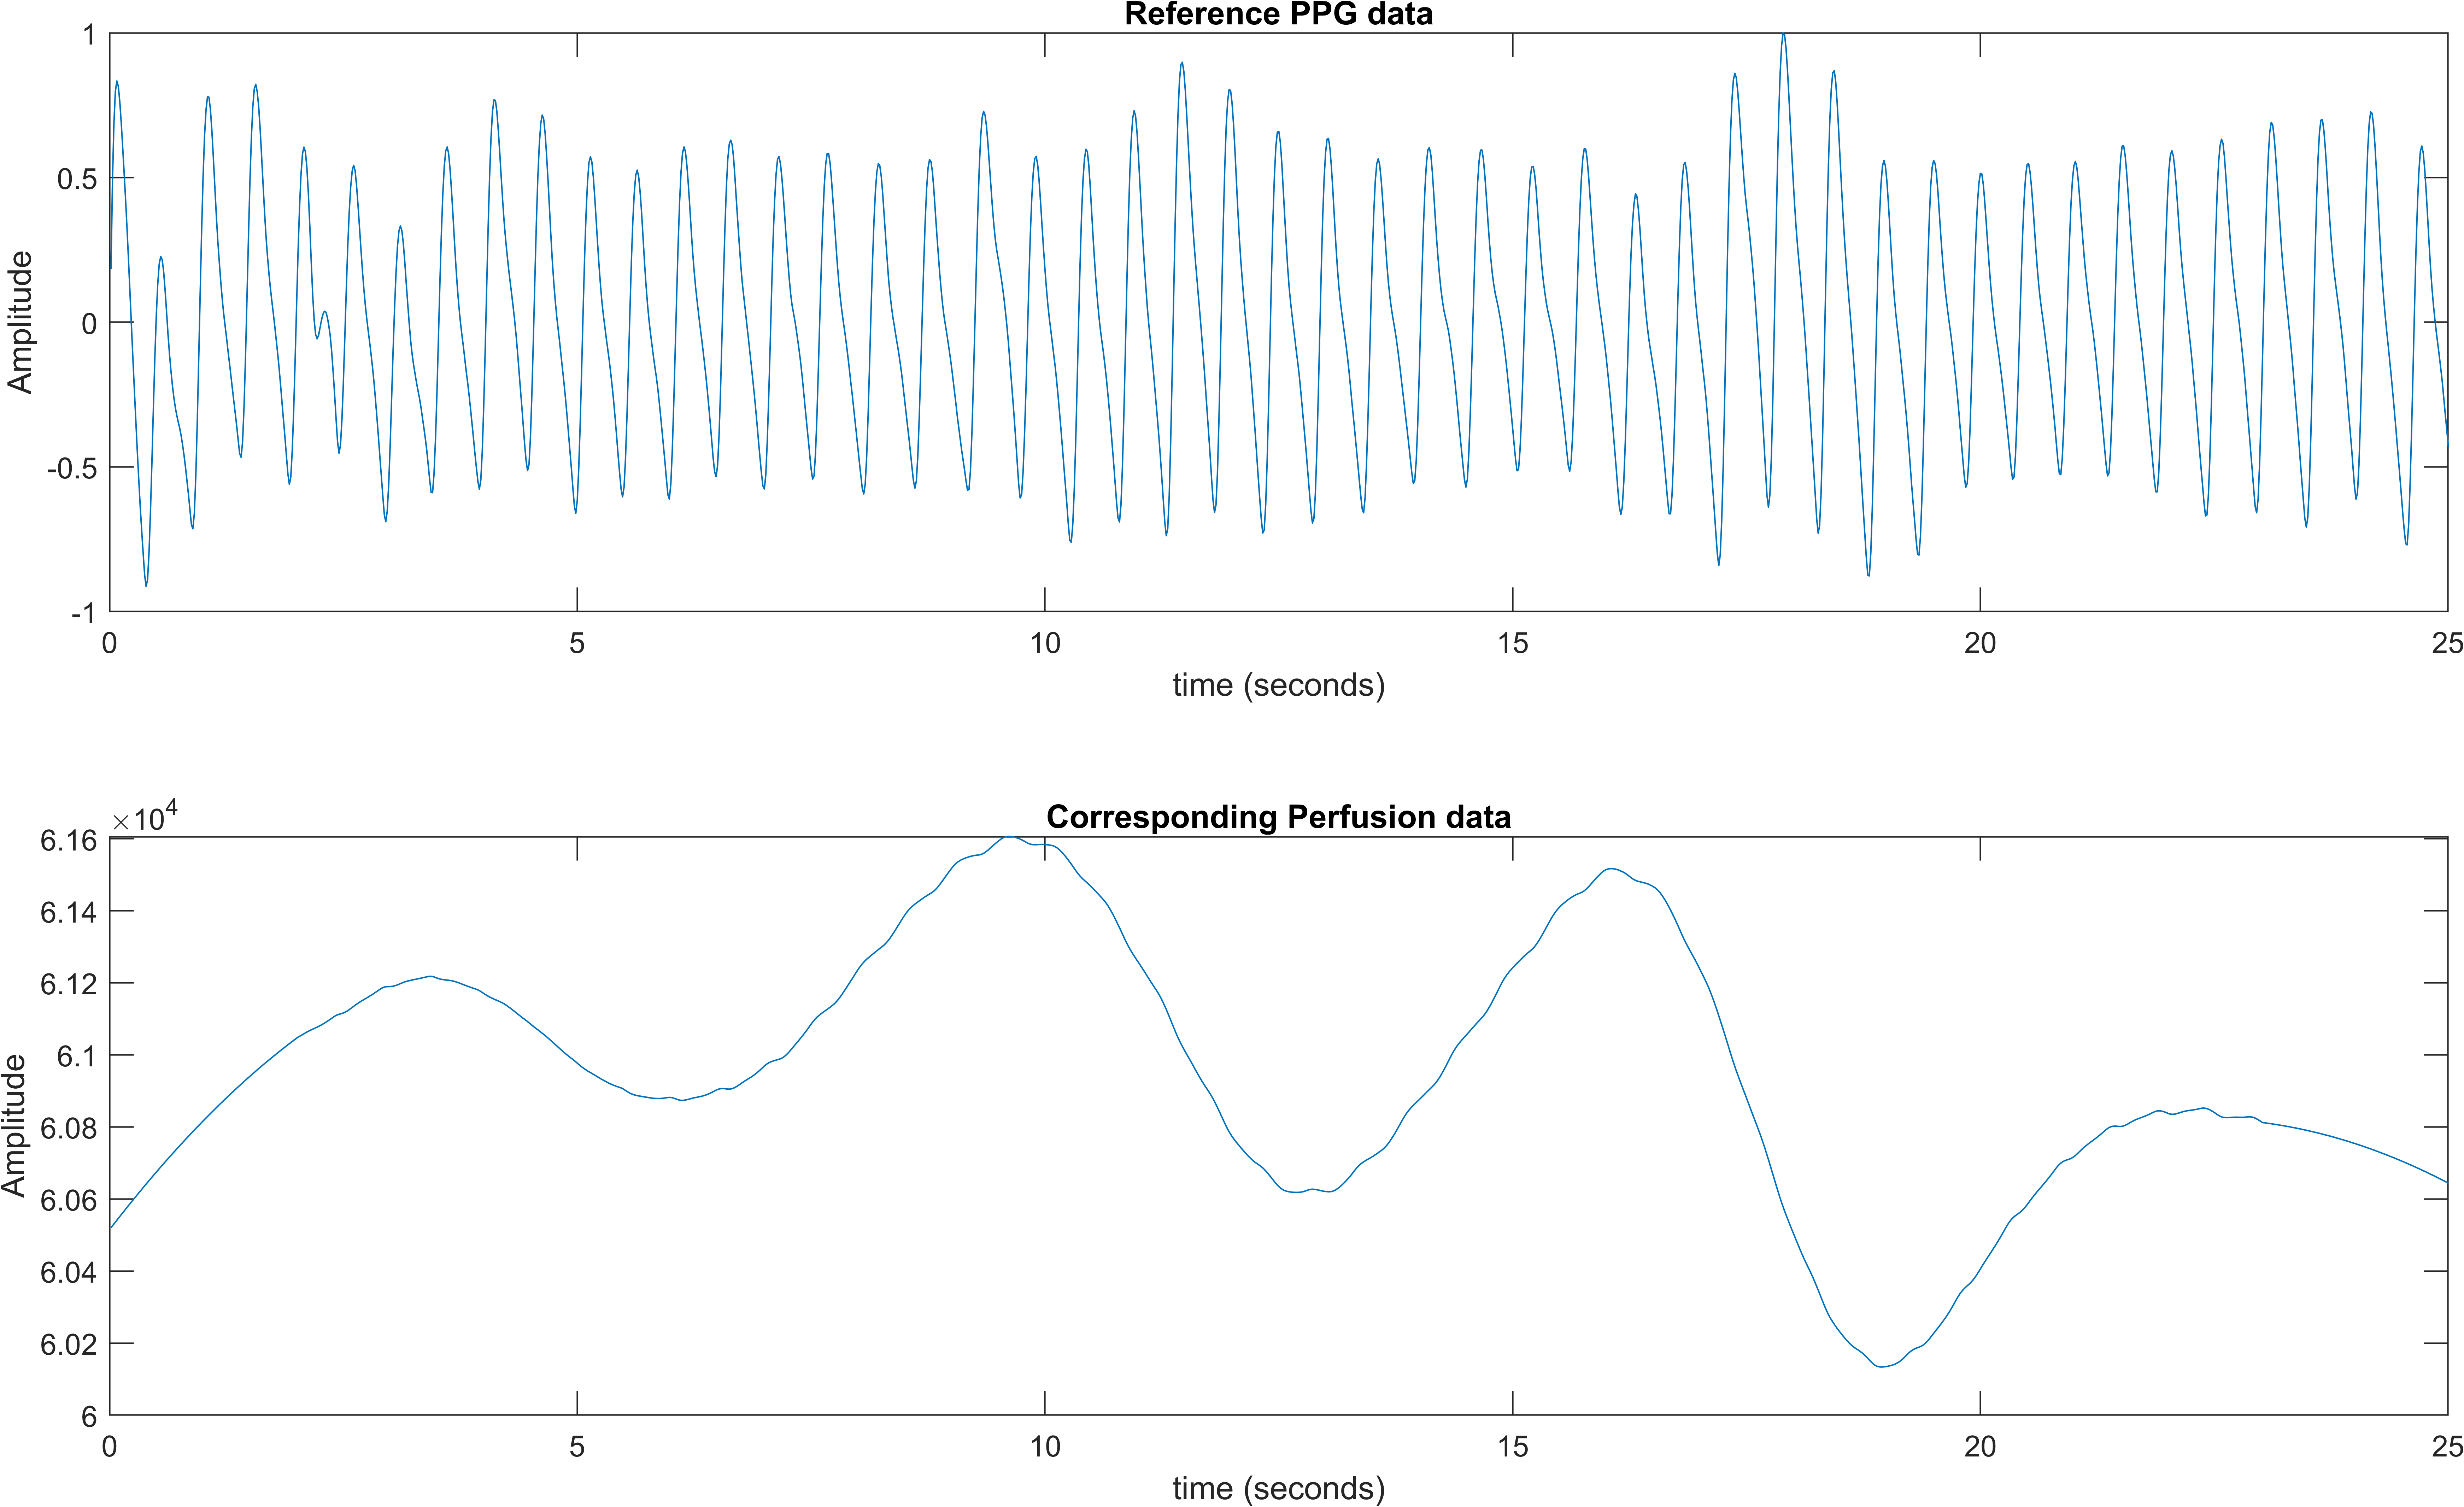 Reference PPG data
1
0.5
0
-0.5
-1
Amplitude
0 5 10 15 20 25
time (seconds)
Corresponding Perfusion data
×10⁴
6.16
6.14
6.12
6.1
6.08
6.06
6.04
6.02
6
Amplitude
0 5 10 15 20 25
time (seconds)